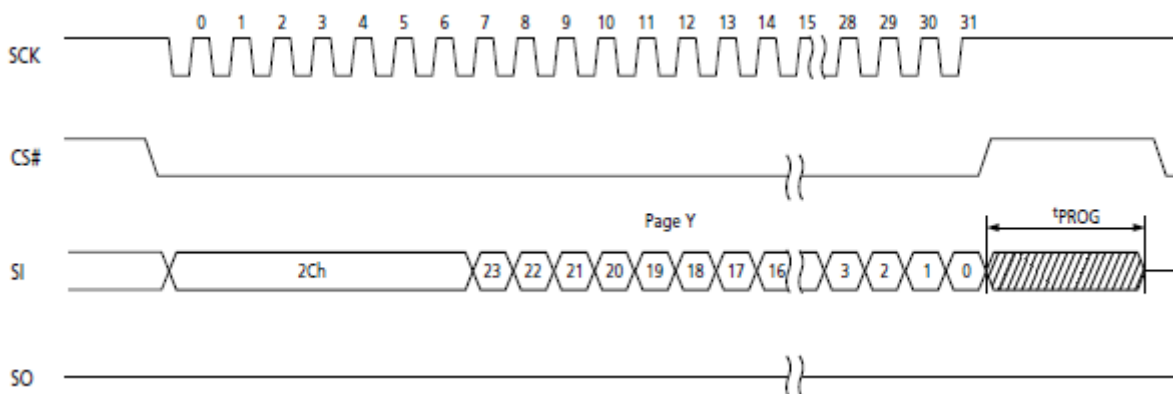 0 1 2 3 4 5 6 7 8 9 10 11 12 13 14 15 28 29 30 31
SCK
CS#
Page Y
tPROG
SI 2Ch 23 22 21 20 19 18 17 16 3 2 1 0
SO